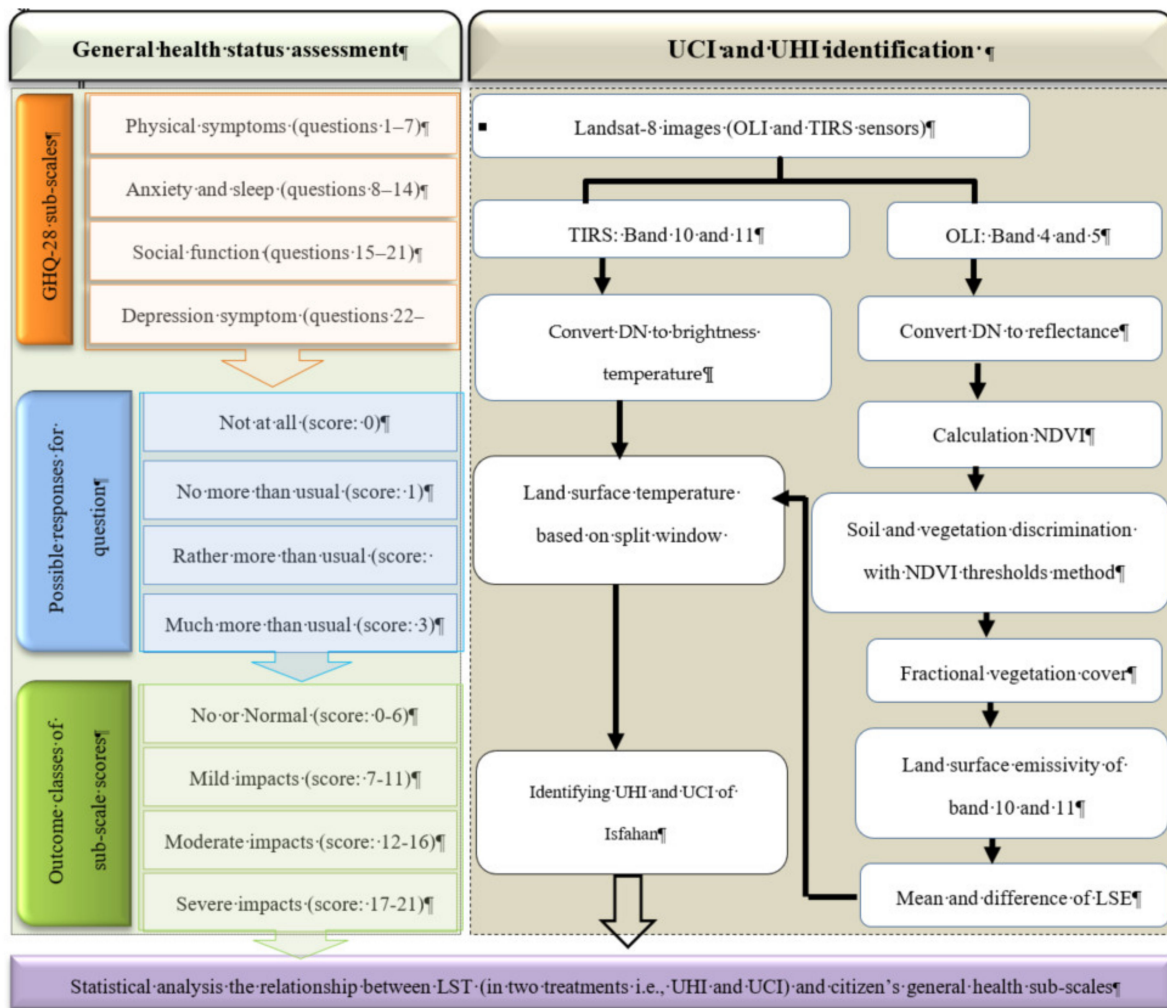 General health status assessment¶
GHQ-28 sub-scales
Physical symptoms (questions 1–7)¶
Anxiety and sleep (questions 8–14)¶
Social function (questions 15–21)¶
Depression symptom (questions 22–
Possible responses for
question¶
Not at all (score: 0)¶
No more than usual (score: 1)¶
Rather more than usual (score:
Much more than usual (score: 3)¶
Outcome classes of
sub-scale scores
No or Normal (score: 0-6)¶
Mild impacts (score: 7-11)¶
Moderate impacts (score: 12-16)¶
Severe impacts (score: 17-21)¶
UCI and UHI identification ¶
Landsat-8 images (OLI and TIRS sensors)¶
TIRS: Band 10 and 11¶
Convert DN to brightness
temperature¶
Land surface temperature
based on split window
Identifying UHI and UCI of
Isfahan¶
OLI: Band 4 and 5¶
Convert DN to reflectance¶
Calculation NDVI¶
Soil and vegetation discrimination
with NDVI thresholds method¶
Fractional vegetation cover¶
Land surface emissivity of
band 10 and 11¶
Mean and difference of LSE¶
Statistical analysis the relationship between LST (in two treatments i.e., UHI and UCI) and citizen's general health sub-scales¶